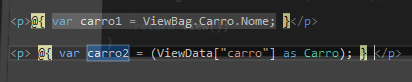 <p>@{ var carro1 = ViewBag.Carro.Nome; }</p>
<p> @{ var carro2 = (ViewData["carro"] as Carro); } </p>